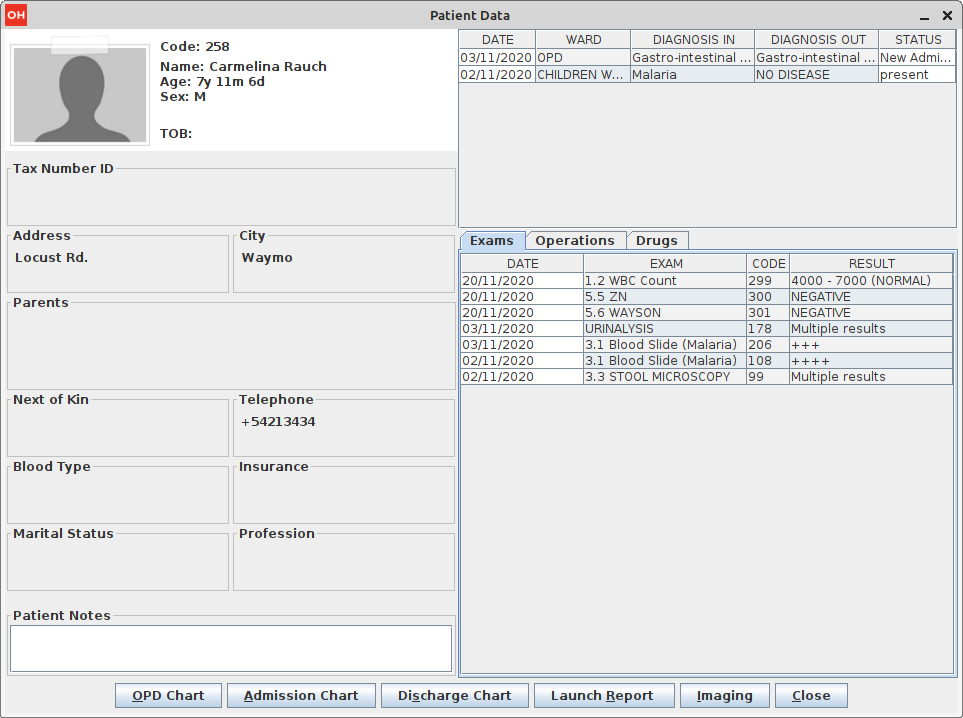 OH Patient Data
Code: 258
Name: Carmelina Rauch
Age: 7y 11m 6d
Sex: M
TOB:
Tax Number ID
Address City
Locust Rd. Waymo
Parents
Next of Kin Telephone
+54213434
Blood Type Insurance
Marital Status Profession
Patient Notes
DATE WARD DIAGNOSIS IN DIAGNOSIS OUT STATUS
03/11/2020 OPD Gastro-intestinal ... Gastro-intestinal ... New Admi...
02/11/2020 CHILDREN W... Malaria NO DISEASE present
Exams Operations Drugs
DATE EXAM CODE RESULT
20/11/2020 1.2 WBC Count 299 4000 - 7000 (NORMAL)
20/11/2020 5.5 ZN 300 NEGATIVE
20/11/2020 5.6 WAYSON 301 NEGATIVE
03/11/2020 URINALYSIS 178 Multiple results
03/11/2020 3.1 Blood Slide (Malaria) 206 +++
02/11/2020 3.1 Blood Slide (Malaria) 108 ++++
02/11/2020 3.3 STOOL MICROSCOPY 99 Multiple results
OPD Chart Admission Chart Discharge Chart Launch Report Imaging Close